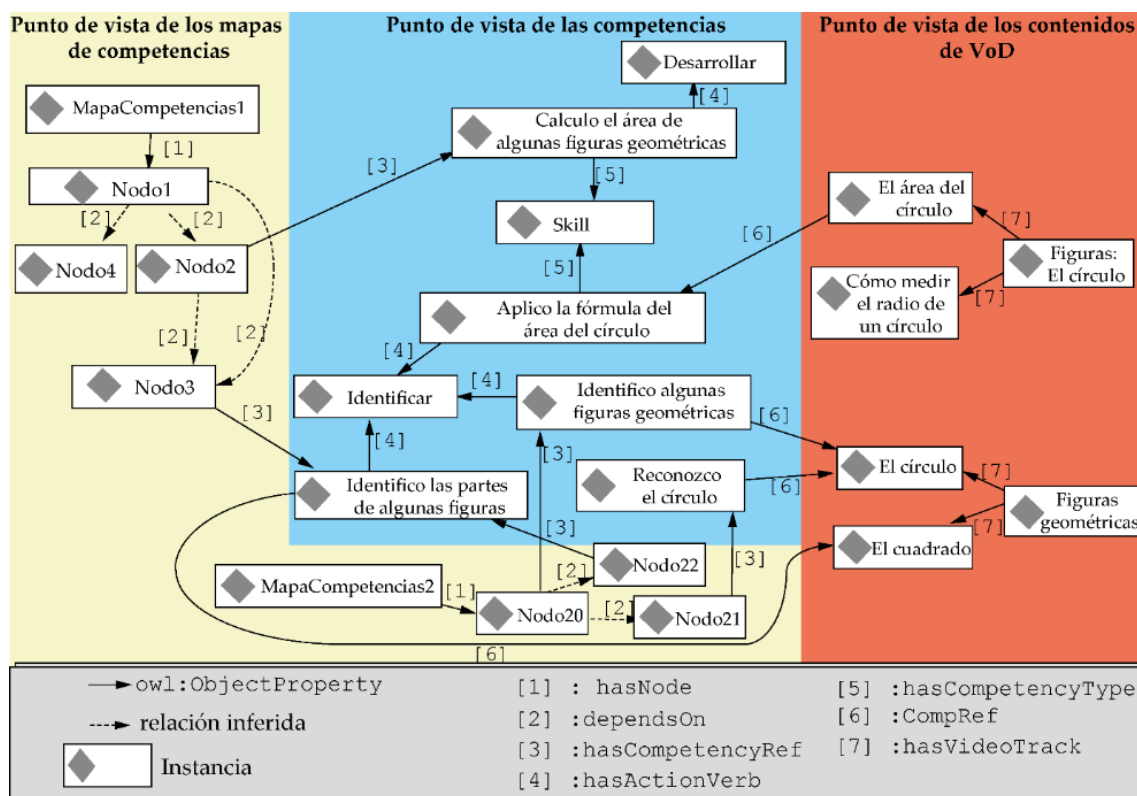 Punto de vista de los mapas
de competencias
Punto de vista de las competencias
Punto de vista de los contenidos
de VoD
Desarrollar
[4]
MapaCompetencias1
[1]
Calculo el área de
algunas figuras geométricas
[3]
[5]
Nodo1
[2]
[2]
El área del
círculo
[7]
Skill
[6]
Nodo4
Nodo2
[5]
Figuras:
El círculo
Cómo medir
el radio de
un círculo
[7]
Aplico la fórmula del
área del círculo
[2]
[2]
[4]
Nodo3
Identificar
[4]
Identifico algunas
figuras geométricas
[6]
[3]
[4]
[3]
El círculo
[7]
Reconozco
el círculo
[6]
Identifico las partes
de algunas figuras
Figuras
geométricas
[3]
[7]
El cuadrado
[3]
Nodo22
MapaCompetencias2
[1]
[2]
Nodo20
[2]
Nodo21
[6]
owl:ObjectProperty
relación inferida
Instancia
[1] : hasNode
[2] :dependsOn
[3] :hasCompetencyRef
[4] :hasActionVerb
[5] :hasCompetencyType
[6] :CompRef
[7] :hasVideoTrack